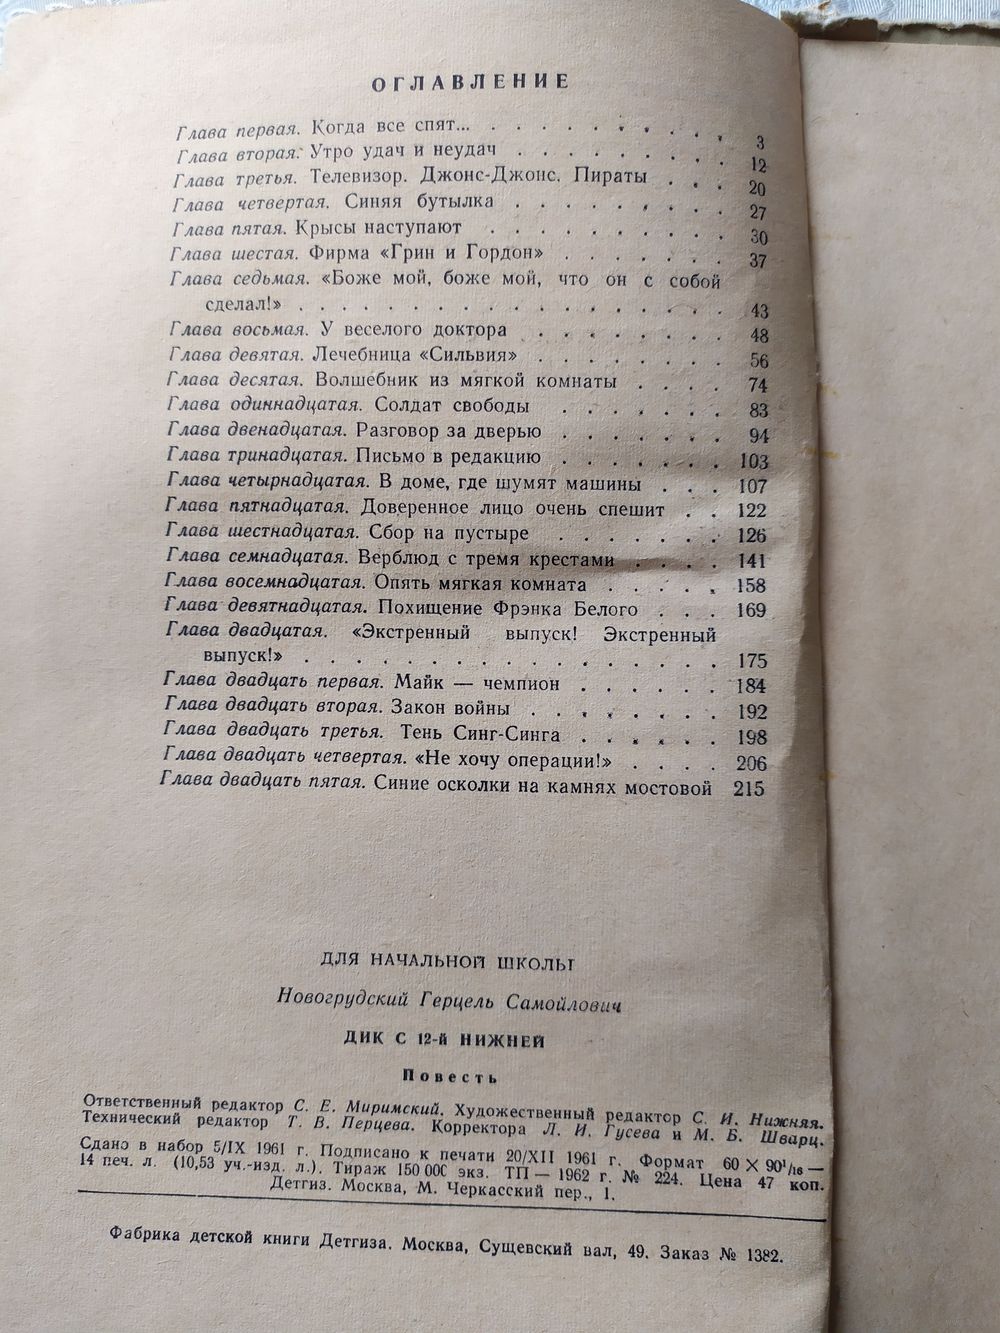 ОГЛАВЛЕНИЕ
Глава первая. Когда все спят... . . . . . . . . . . 3
Глава вторая. Утро удач и неудач . . . . . . . . . 12
Глава третья. Телевизор. Джонс-Джонс. Пираты . . . 20
Глава четвертая. Синяя бутылка . . . . . . . . . 27
Глава пятая. Крысы наступают . . . . . . . . . . 30
Глава шестая. Фирма «Грин и Гордон» . . . . . . . 37
Глава седьмая. «Боже мой, боже мой, что он с собой
сделал!» . . . . . . . . . . . . . . . . 43
Глава восьмая. У веселого доктора . . . . . . . . 48
Глава девятая. Лечебница «Сильвия» . . . . . . . . 56
Глава десятая. Волшебник из мягкой комнаты . . . . 74
Глава одиннадцатая. Солдат свободы . . . . . . . 83
Глава двенадцатая. Разговор за дверью . . . . . . . 94
Глава тринадцатая. Письмо в редакцию . . . . . . . 103
Глава четырнадцатая. В доме, где шумят машины . . . 107
Глава пятнадцатая. Доверенное лицо очень спешит . . 122
Глава шестнадцатая. Сбор на пустыре . . . . . . . 126
Глава семнадцатая. Верблюд с тремя крестами . . . . 141
Глава восемнадцатая. Опять мягкая комната . . . . . 158
Глава девятнадцатая. Похищение Фрэнка Белого . . . 169
Глава двадцатая. «Экстренный выпуск! Экстренный
выпуск!» . . . . . . . . . . . . . . . . 175
Глава двадцать первая. Майк — чемпион . . . . . . 184
Глава двадцать вторая. Закон войны . . . . . . . . 192
Глава двадцать третья. Тень Синг-Синга . . . . . . 198
Глава двадцать четвертая. «Не хочу операции!» . . . . 206
Глава двадцать пятая. Синие осколки на камнях мостовой 215
ДЛЯ НАЧАЛЬНОЙ ШКОЛЫ
Новогрудский Герцель Самойлович
ДИК С 12-й НИЖНЕЙ
Повесть
Ответственный редактор С. Е. Миримский. Художественный редактор С. И. Нижняя.
Технический редактор Т. В. Перцева. Корректора Л. И. Гусева и М. Б. Шварц.
Сдано в набор 5/IX 1961 г. Подписано к печати 20/XII 1961 г. Формат 60 X 90¹/₁₆ —
14 печ. л. (10,53 уч.-изд. л.). Тираж 150 000 экз. ТП — 1962 г. № 224. Цена 47 коп.
Детгиз. Москва, М. Черкасский пер., 1.
Фабрика детской книги Детгиза. Москва, Сущевский вал, 49. Заказ № 1382.